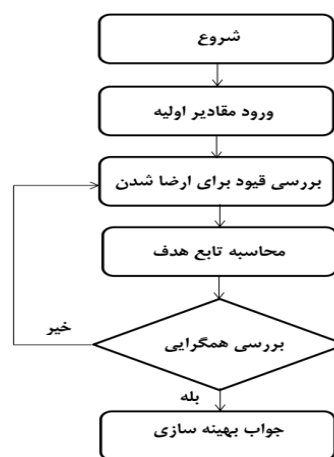 شروع
ورود مقادیر اولیه
بررسی قیود برای ارضا شدن
محاسبه تابع هدف
بررسی همگرایی
خیر
بله
جواب بهینه سازی